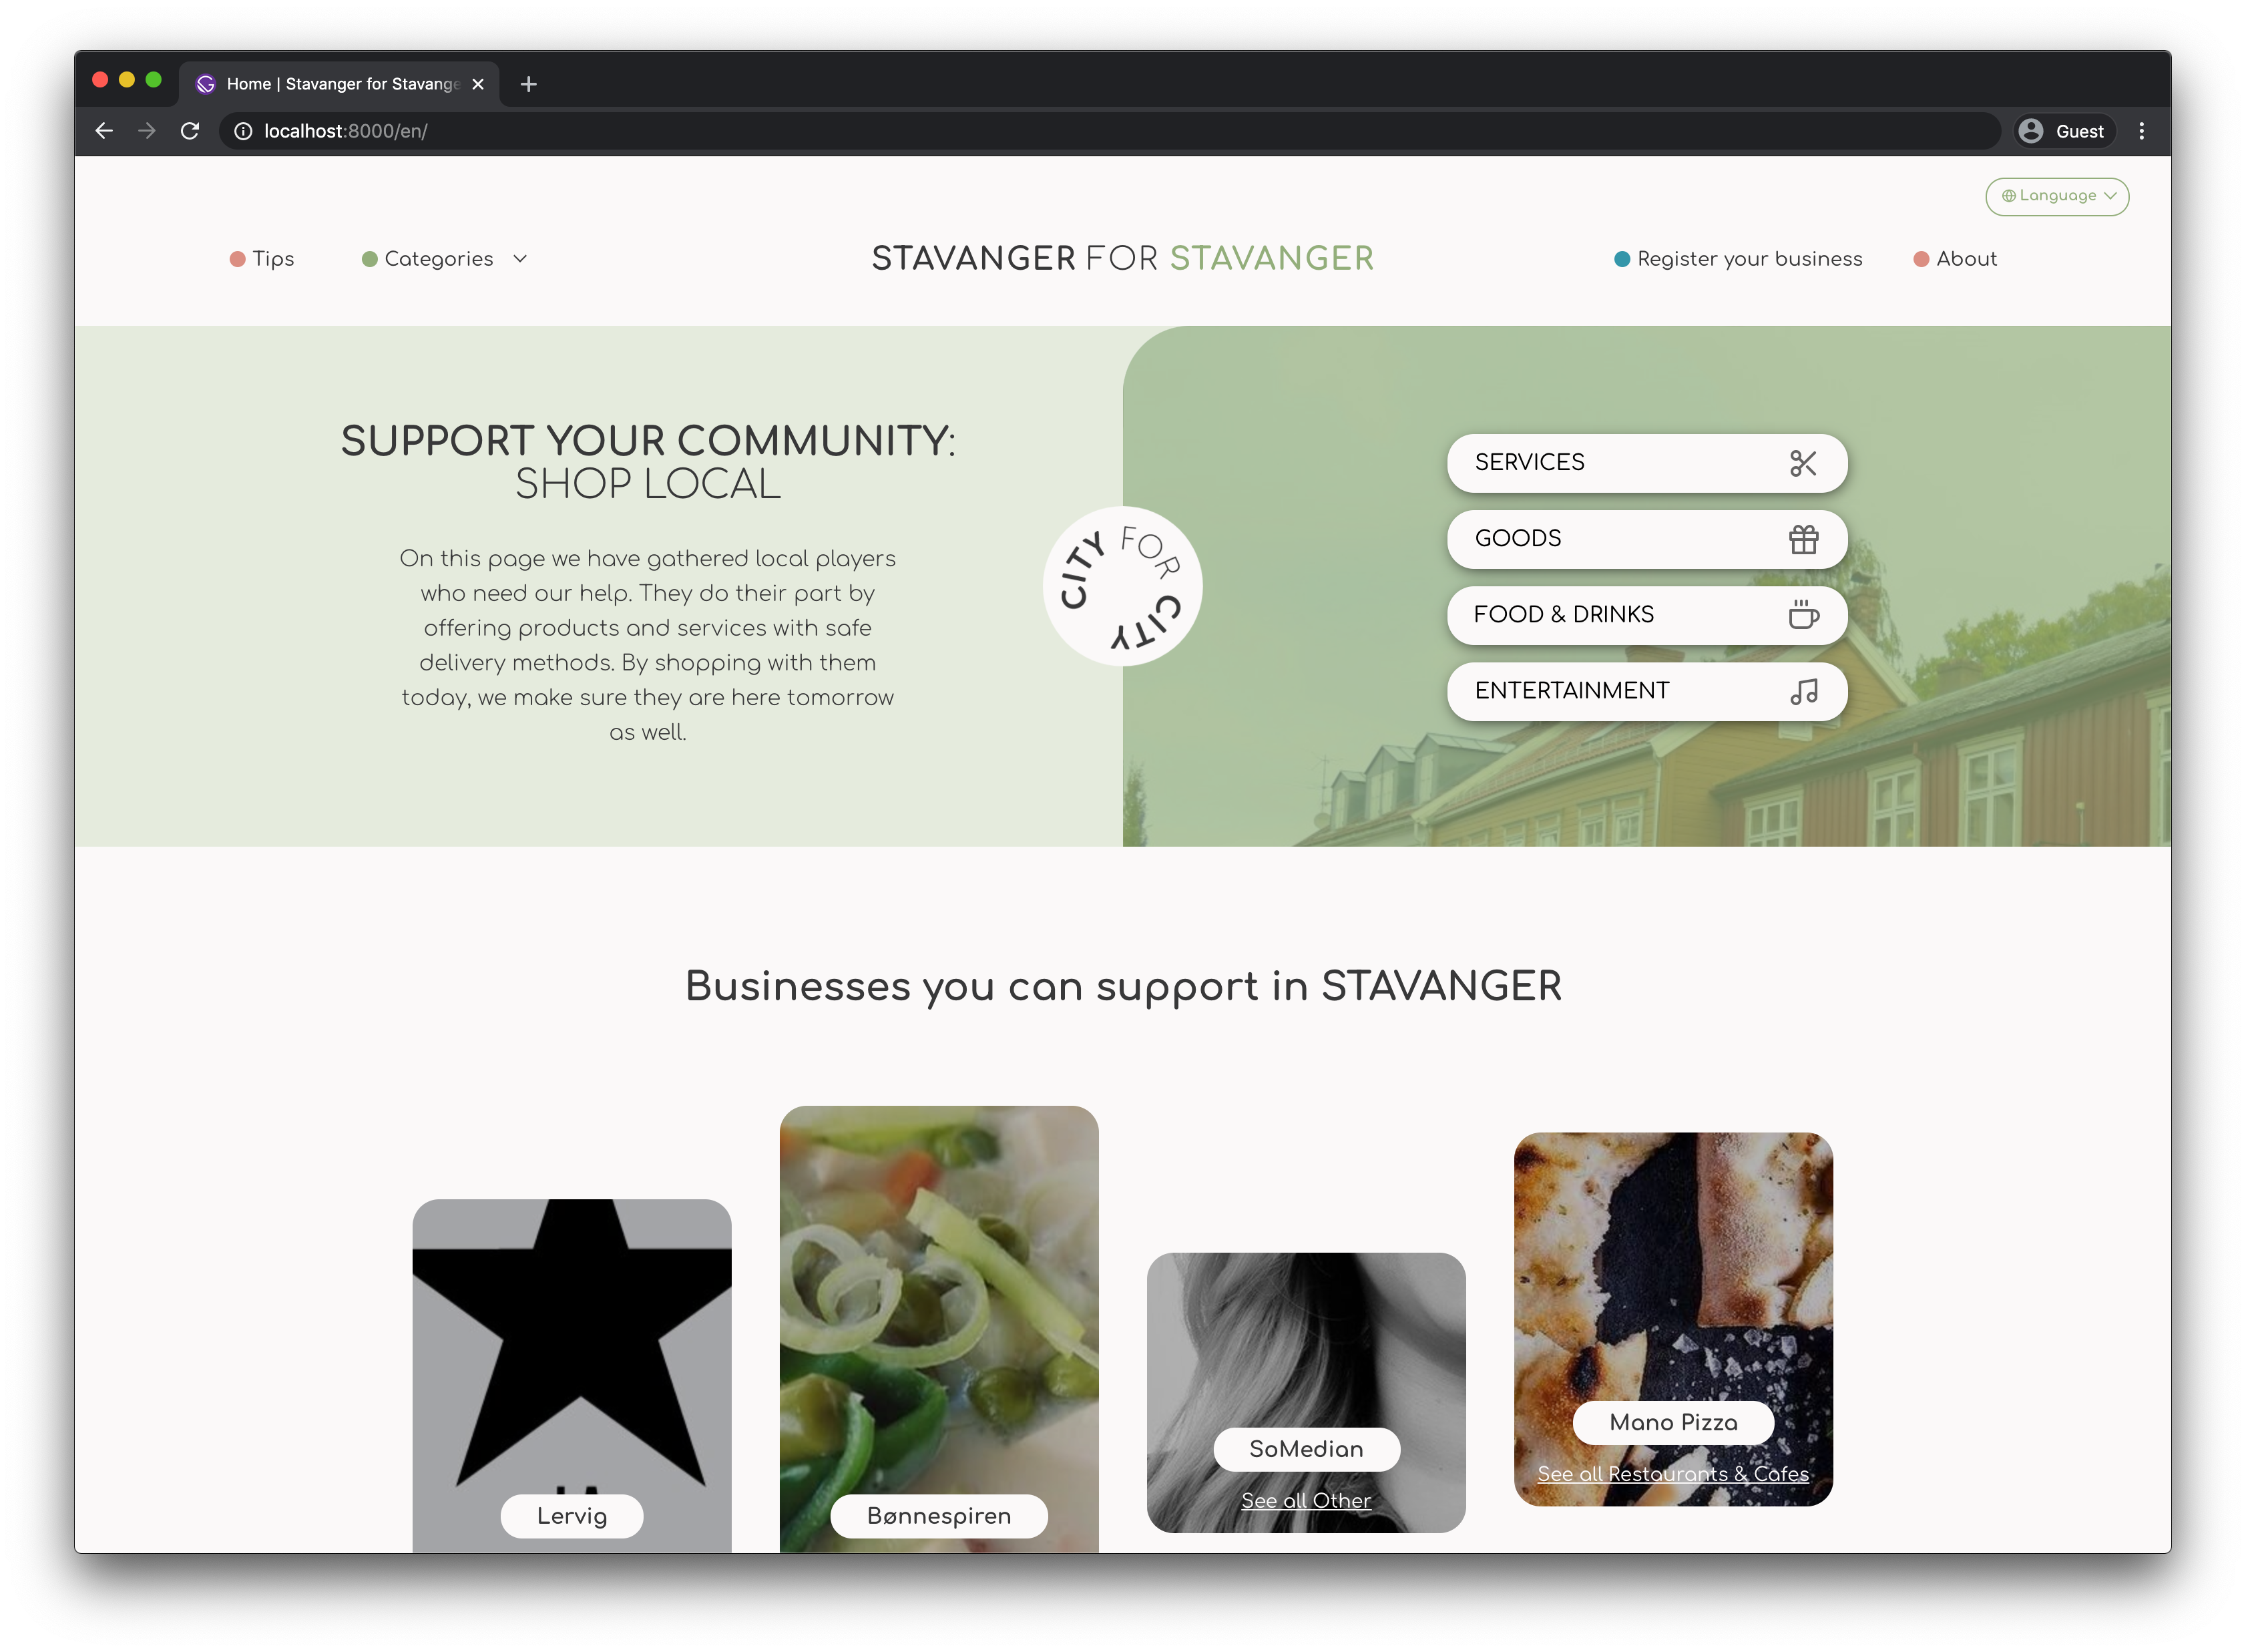 Home | Stavanger for Stavange
localhost:8000/en/
Guest
Language
Tips
Categories
STAVANGER FOR STAVANGER
Register your business
About
SUPPORT YOUR COMMUNITY:
SHOP LOCAL
On this page we have gathered local players
who need our help. They do their part by
offering products and services with safe
delivery methods. By shopping with them
today, we make sure they are here tomorrow
as well.
CITY FOR CITY
SERVICES
GOODS
FOOD & DRINKS
ENTERTAINMENT
Businesses you can support in STAVANGER
Lervig
Bønnespiren
SoMedian
See all Other
Mano Pizza
See all Restaurants & Cafes